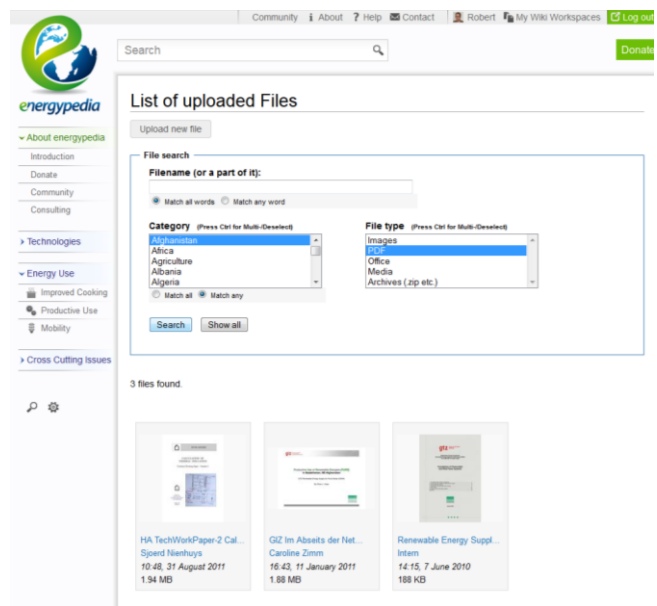 Community About Help Contact Robert My Wiki Workspaces Log out
Search
Donate
energypedia
List of uploaded Files
Upload new file
About energypedia
Introduction
Donate
Community
Consulting
Technologies
Energy Use
Improved Cooking
Productive Use
Mobility
Cross Cutting Issues
File search
Filename (or a part of it):
Match all words Match any word
Category (Press Ctrl for Multi-/Deselect) File type (Press Ctrl for Multi-/Deselect)
Afghanistan Images
Africa PDF
Agriculture Office
Albania Media
Algeria Archives (.zip etc.)
Match all Match any
Search Show all
3 files found.
giz
gtz
HA TechWorkPaper-2 Cal... GIZ Im Abseits der Net... Renewable Energy Suppl...
Sjoerd Nienhuys Caroline Zimm Intern
10:48, 31 August 2011 16:43, 11 January 2011 14:15, 7 June 2010
1.94 MB 1.88 MB 188 KB